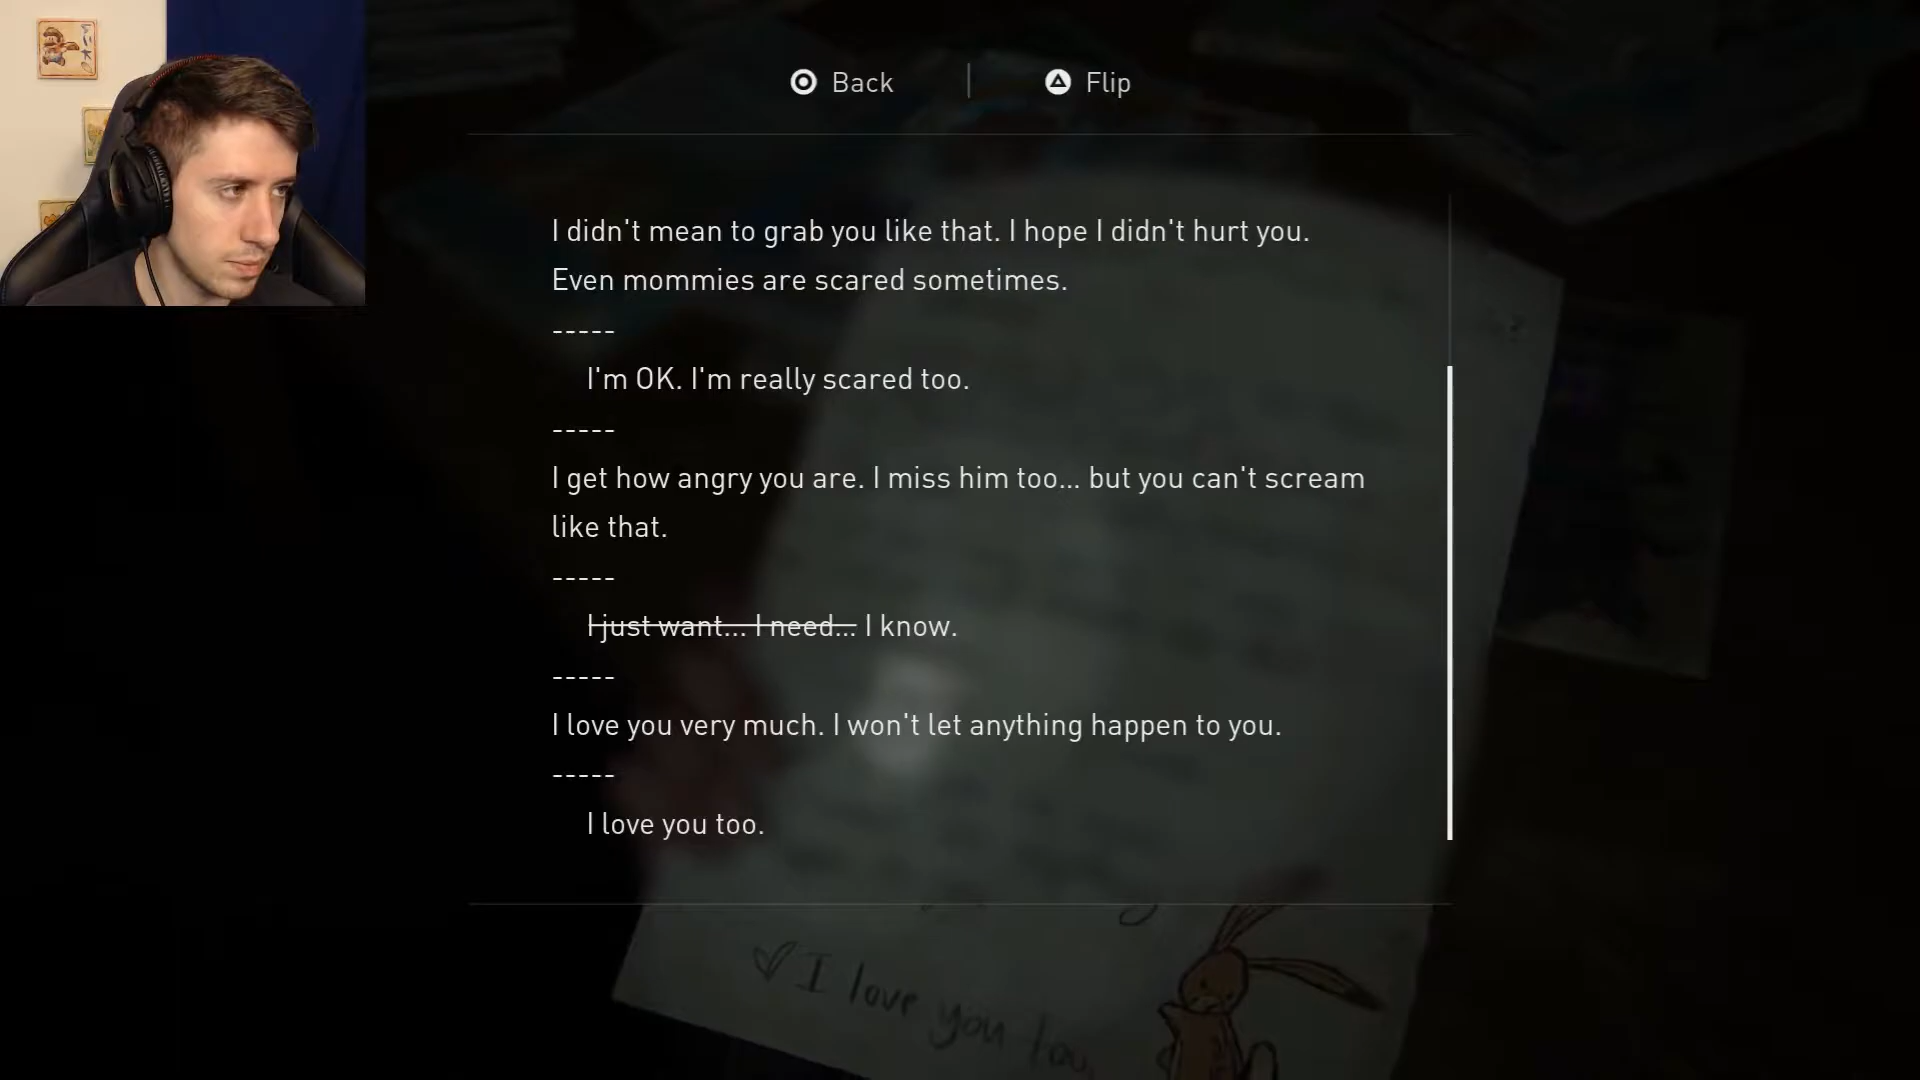 Back | Flip
I didn't mean to grab you like that. I hope I didn't hurt you.
Even mommies are scared sometimes.
-----
I'm OK. I'm really scared too.
-----
I get how angry you are. I miss him too... but you can't scream
like that.
-----
I just want... I need... I know.
-----
I love you very much. I won't let anything happen to you.
-----
I love you too.
I love you too